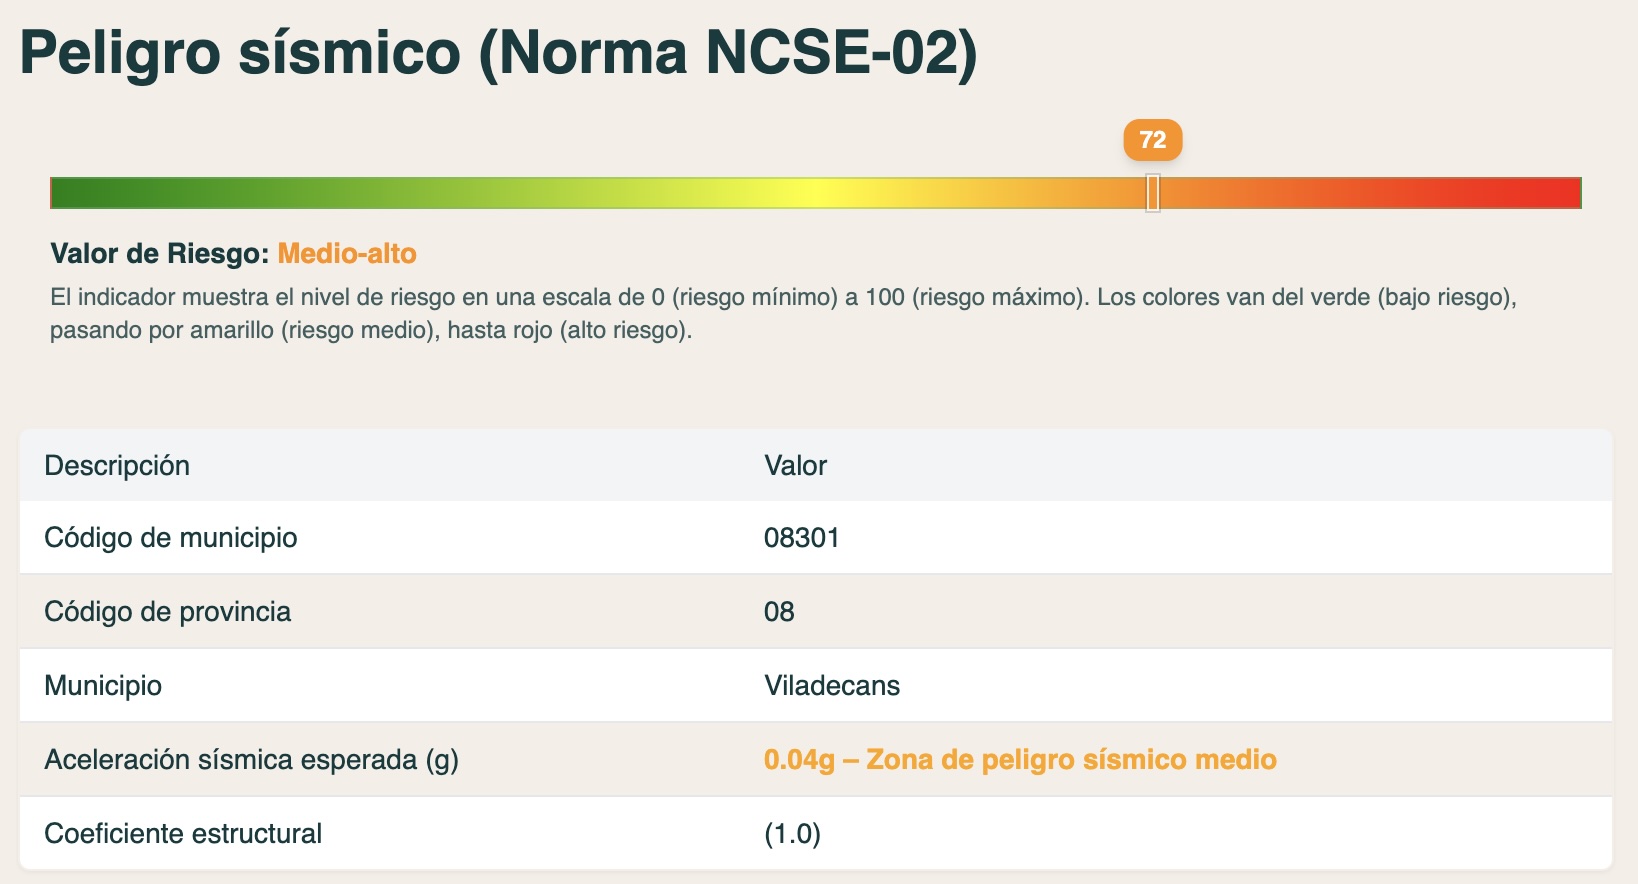 Peligro sísmico (Norma NCSE-02)
72
Valor de Riesgo: Medio-alto
El indicador muestra el nivel de riesgo en una escala de 0 (riesgo mínimo) a 100 (riesgo máximo). Los colores van del verde (bajo riesgo),
pasando por amarillo (riesgo medio), hasta rojo (alto riesgo).
Descripción Valor
Código de municipio 08301
Código de provincia 08
Municipio Viladecans
Aceleración sísmica esperada (g) 0.04g – Zona de peligro sísmico medio
Coeficiente estructural (1.0)